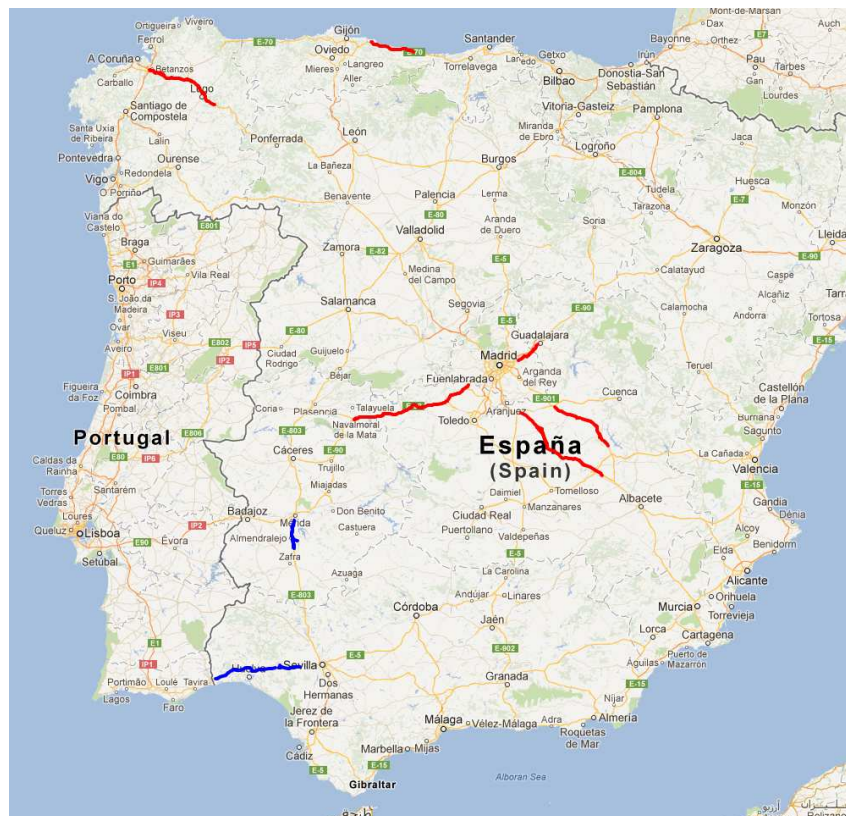 Mont-de-Marsan
Ortigueira
Viveiro
Dax
Auch
Gijón
Ferrol
E-70
Santander
Bayonne
Orthez
E7
A Coruña
Oviedo
E-70
Getxo
Irún
Pau
Tarbes
Betanzos
Mieres
Langreo
Torrelavega
Bilbao
Donostia-San
Sebastián
Gan
Carballo
Lugo
Aller
Lourdes
Santiago de
Compostela
Vitoria-Gasteiz
Pamplona
Santa Uxía
de Ribeira
León
Miranda
de Ebro
Jaca
Lalín
Ponferrada
Logroño
Pontevedra
Ourense
La Bañeza
Burgos
E-804
Redondela
Huesca
Vigo
O Porriño
Benavente
Palencia
Lerma
Tudela
E-7
Monzón
Viana do
Castelo
E801
E-80
Aranda
de Duero
Soria
Tarazona
Braga
Zamora
Valladolid
Zaragoza
Lleida
E1
Guimarães
E-82
E-5
E-90
Porto
Vila Real
Medina
del Campo
Calatayud
Caspe
IP4
S. João da
Madeira
Salamanca
Segovia
E-90
Calamocha
Alcañiz
Ovar
IP3
Andorra
Tortosa
Viseu
E-80
E-5
Guadalajara
E-15
Aveiro
E802
IP5
Ciudad
Rodrigo
Guijuelo
Madrid
IP2
Teruel
IP1
E801
Béjar
Fuenlabrada
Arganda
del Rey
Figueira
da Foz
Coimbra
Cuenca
Castellón
de la Plana
Pombal
Coria
Plasencia
Talayuela
E-901
Navalmoral
de la Mata
Toledo
Aranjuez
Burriana
Portugal
E806
E-803
España
(Spain)
Sagunto
Caldas da
Rainha
E80
IP6
Cáceres
E-90
La Cañada
Valencia
Trujillo
Torres
Vedras
Santarém
Miajadas
Daimiel
Tomelloso
E-15
Loures
Badajoz
Don Benito
Ciudad Real
Manzanares
Albacete
Gandia
Queluz
Lisboa
IP2
Mérida
Puertollano
Dénia
Almendralejo
Castuera
Valdepeñas
Alcoy
Setúbal
E90
Évora
Zafra
E-5
Elda
Benidorm
Azuaga
La Carolina
Alicante
E-803
Córdoba
Andújar
Linares
Murcia
Orihuela
Torrevieja
Jaén
E1
E-902
Lorca
Cartagena
IP1
Huelva
Sevilla
E-5
Águilas
Puerto de
Mazarrón
Portimão
Loulé
Tavira
Dos
Hermanas
Granada
E-15
Lagos
Faro
Níjar
Jerez de
la Frontera
Málaga
Vélez-Málaga
Adra
Almería
Roquetas
de Mar
Cádiz
Marbella
Mijas
E-5
Alboran Sea
Gibraltar
طنجة